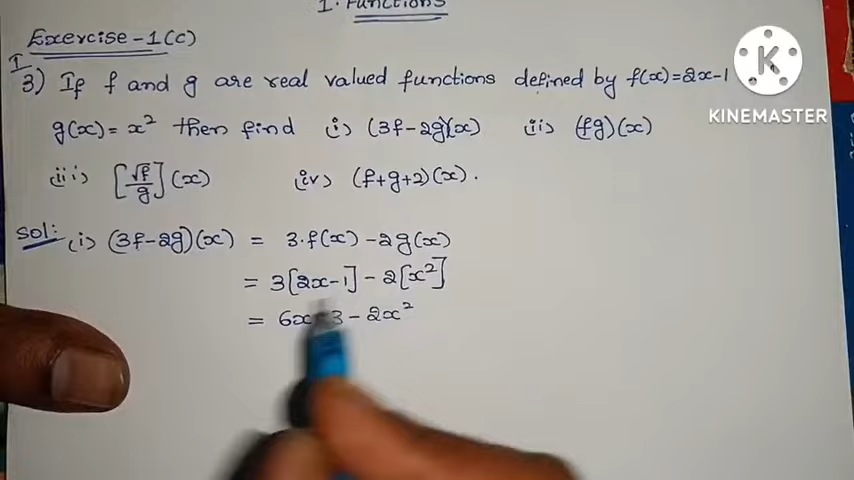 1. Functions
Exercise-1(c)
I
3) If f and g are real valued functions defined by f(x)=2x-1
g(x)= x² then find (i) (3f-2g)(x) (ii) (fg)(x)
(iii) [√f/g](x) (iv) (f+g+2)(x).
Sol: (i) (3f-2g)(x) = 3.f(x) -2g(x)
= 3[2x-1] - 2[x²]
= 6x 3 - 2x²
K
KINEMASTER